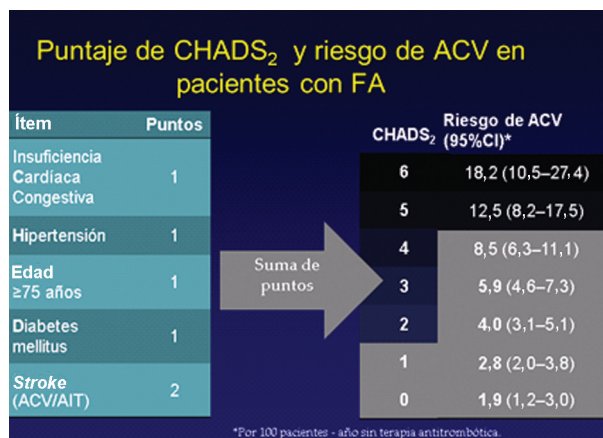 Puntaje de CHADS₂ y riesgo de ACV en
pacientes con FA
Ítem Puntos
Insuficiencia
Cardíaca
Congestiva 1
Hipertensión 1
Edad
≥75 años 1
Diabetes
mellitus 1
Stroke
(ACV/AIT) 2
Suma de
puntos
CHADS₂ Riesgo de ACV
(95%CI)*
6 18,2 (10,5–27,4)
5 12,5 (8,2–17,5)
4 8,5 (6,3–11,1)
3 5,9 (4,6–7,3)
2 4,0 (3,1–5,1)
1 2,8 (2,0–3,8)
0 1,9 (1,2–3,0)
*Por 100 pacientes - año sin terapia antitrombótica.